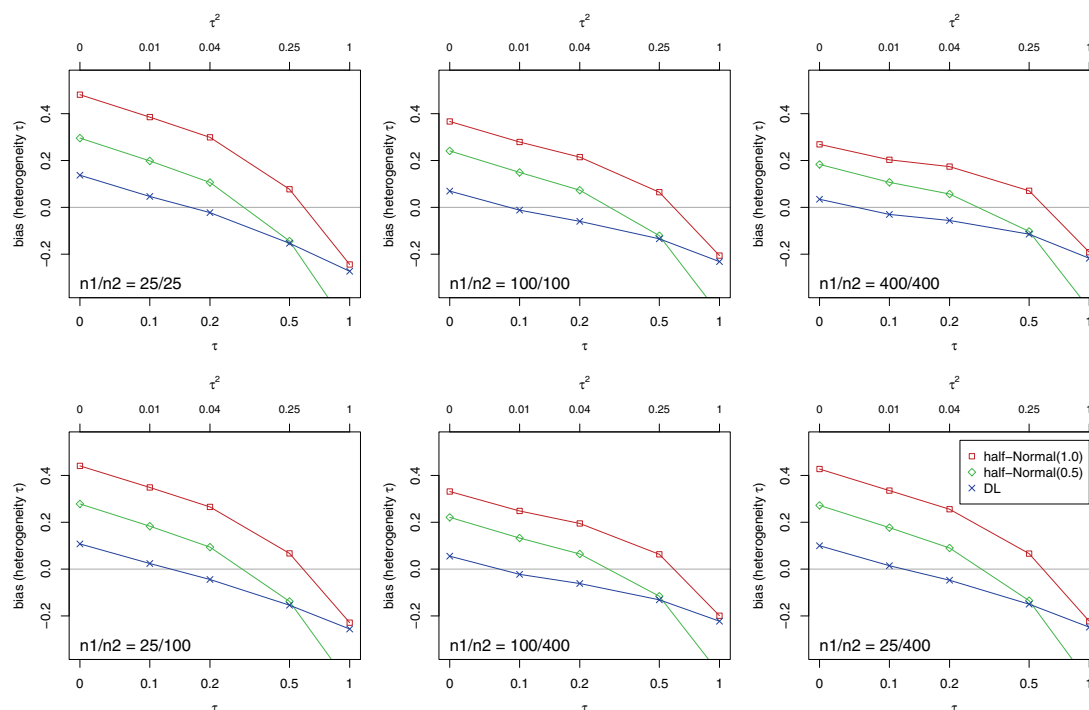 τ²
τ²
τ²
0 0.01 0.04 0.25 1
0 0.01 0.04 0.25 1
0 0.01 0.04 0.25 1
bias (heterogeneity τ)
−0.2 0.0 0.2 0.4
n1/n2 = 25/25
bias (heterogeneity τ)
−0.2 0.0 0.2 0.4
n1/n2 = 100/100
bias (heterogeneity τ)
−0.2 0.0 0.2 0.4
n1/n2 = 400/400
0 0.1 0.2 0.5 1
0 0.1 0.2 0.5 1
0 0.1 0.2 0.5 1
τ
τ
τ
τ²
τ²
τ²
0 0.01 0.04 0.25 1
0 0.01 0.04 0.25 1
0 0.01 0.04 0.25 1
bias (heterogeneity τ)
−0.2 0.0 0.2 0.4
n1/n2 = 25/100
bias (heterogeneity τ)
−0.2 0.0 0.2 0.4
n1/n2 = 100/400
bias (heterogeneity τ)
−0.2 0.0 0.2 0.4
half−Normal(1.0)
half−Normal(0.5)
DL
n1/n2 = 25/400
0 0.1 0.2 0.5 1
0 0.1 0.2 0.5 1
0 0.1 0.2 0.5 1
τ
τ
τ